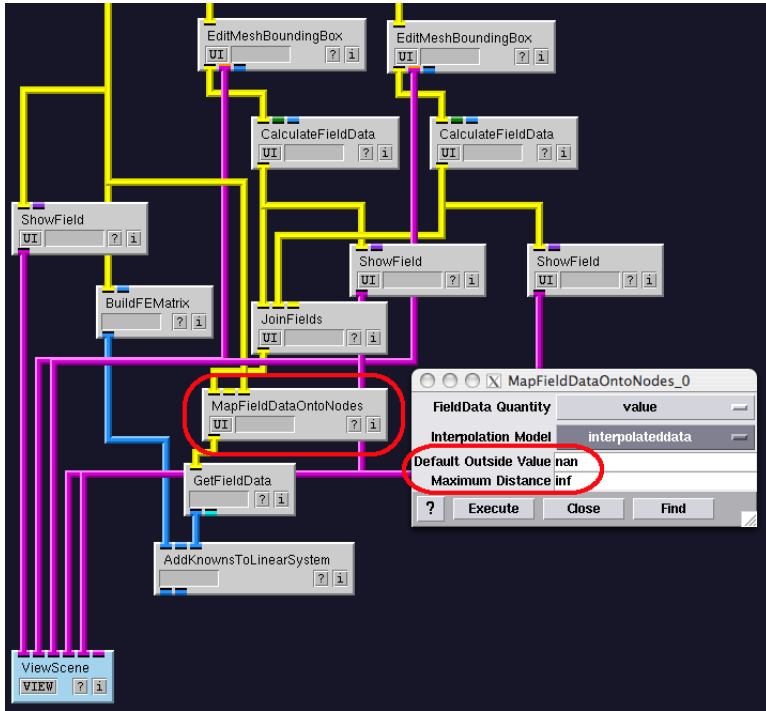 EditMeshBoundingBox
UI ? i
EditMeshBoundingBox
UI ? i
CalculateFieldData
UI ? i
CalculateFieldData
UI ? i
ShowField
UI ? i
ShowField
UI ? i
ShowField
UI ? i
BuildFEMatrix
? i
JoinFields
UI ? i
MapFieldDataOntoNodes
UI ? i
GetFieldData
? i
AddKnownsToLinearSystem
? i
ViewScene
VIEW ? i
X MapFieldDataOntoNodes_0
FieldData Quantity value
Interpolation Model interpolateddata
Default Outside Value nan
Maximum Distance inf
? Execute Close Find